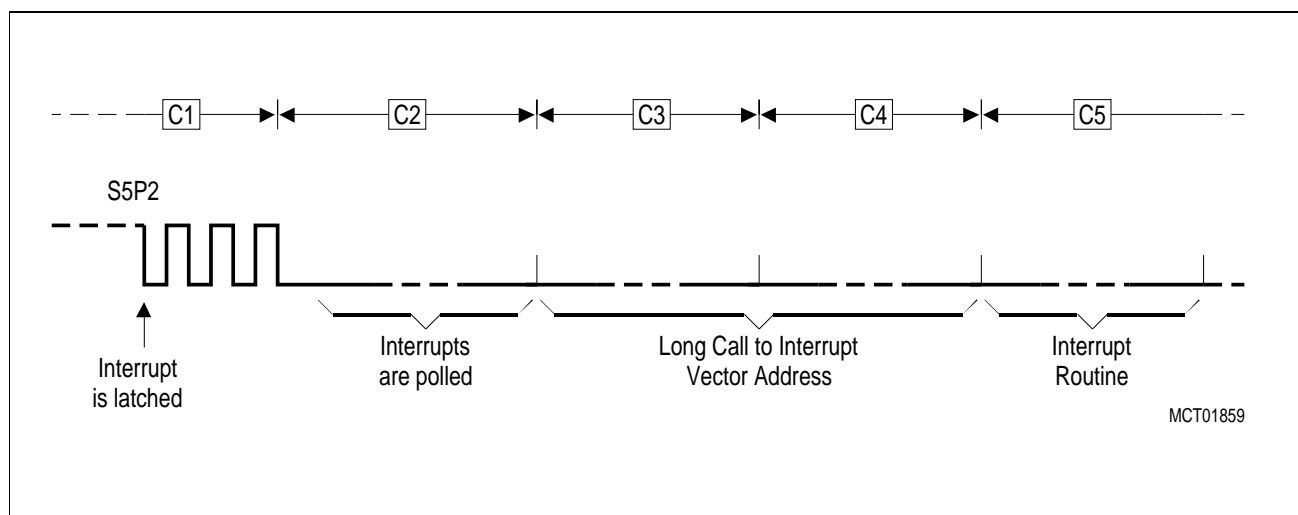 C1
C2
C3
C4
C5
S5P2
Interrupt
is latched
Interrupts
are polled
Long Call to Interrupt
Vector Address
Interrupt
Routine
MCT01859